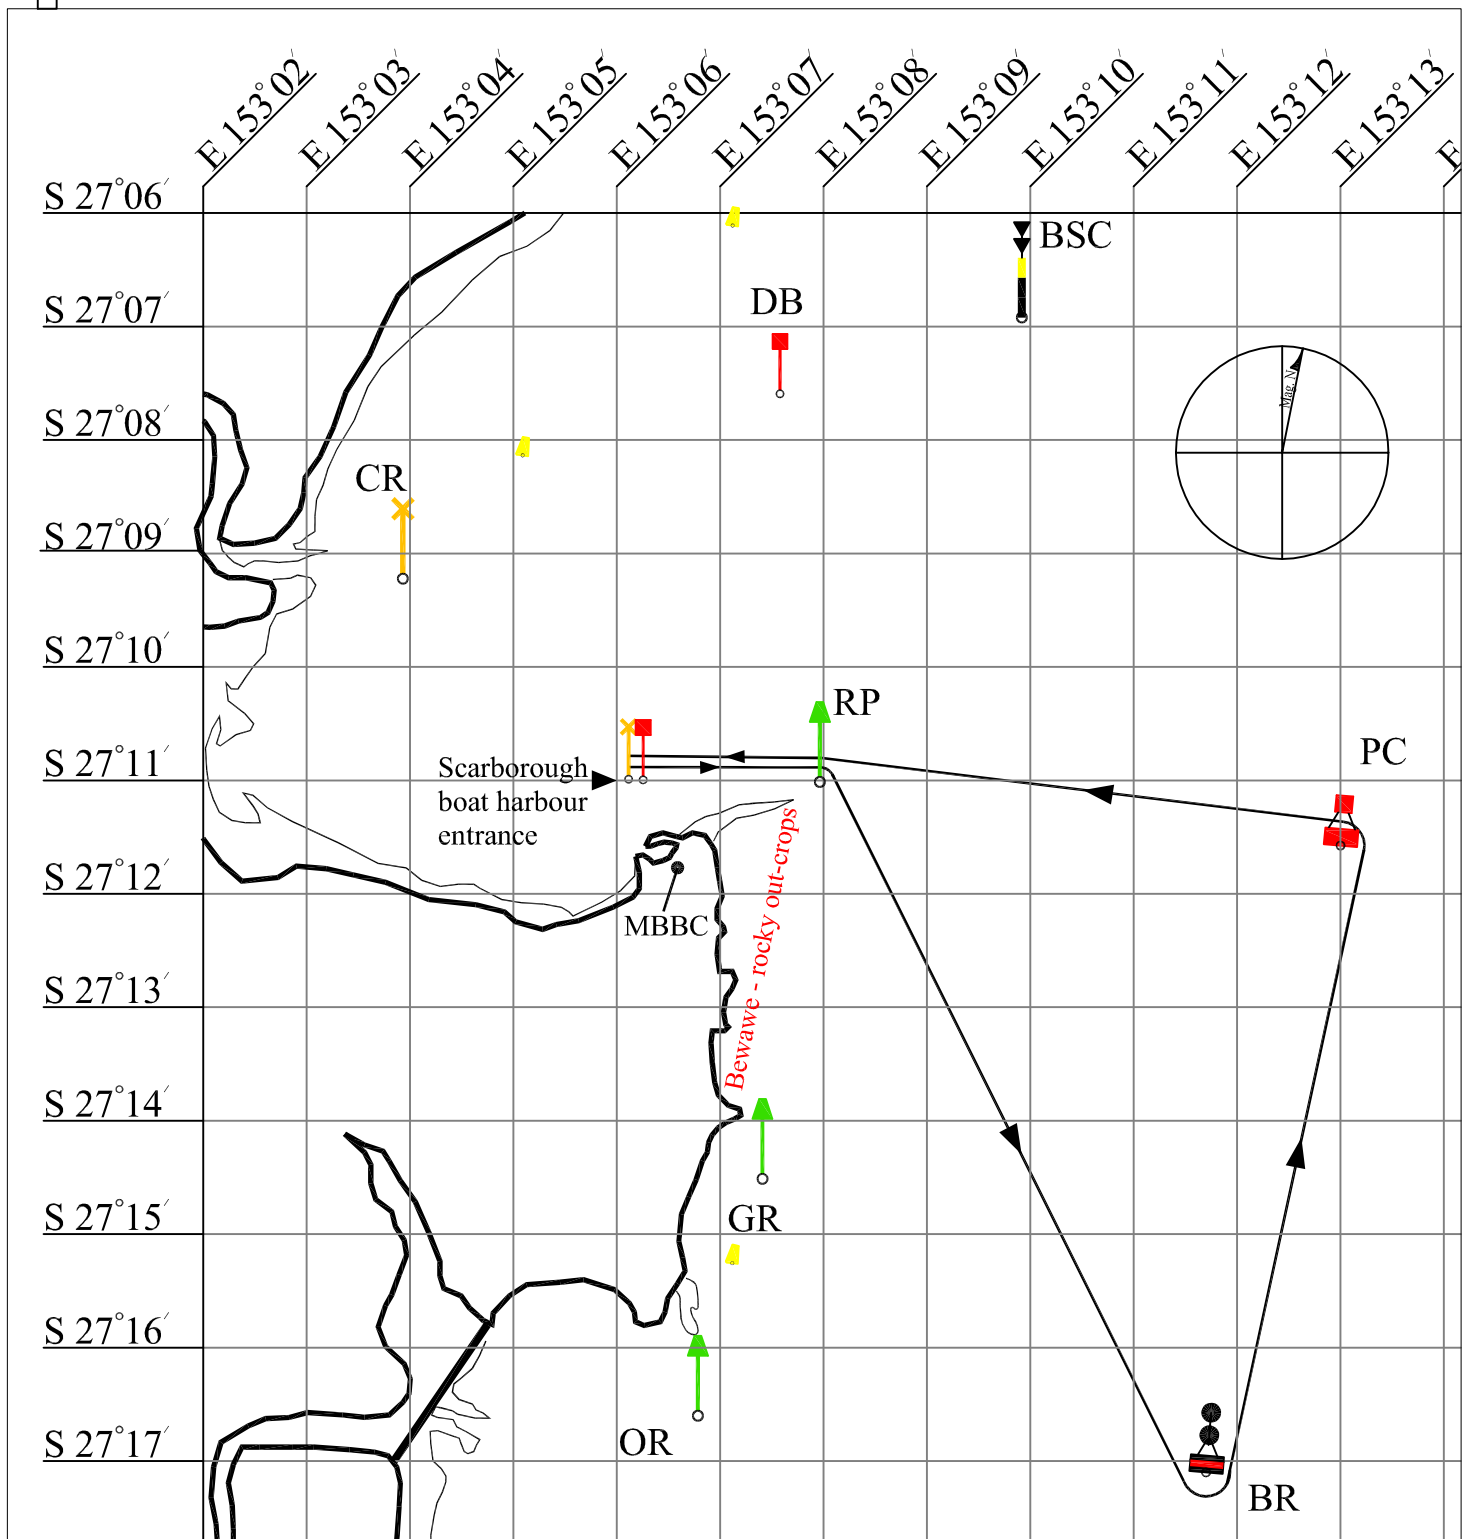 E 153°02′
E 153°03′
E 153°04′
E 153°05′
E 153°06′
E 153°07′
E 153°08′
E 153°09′
E 153°10′
E 153°11′
E 153°12′
E 153°13′
E
S 27°06′
BSC
DB
S 27°07′
Mag. N
S 27°08′
CR
S 27°09′
S 27°10′
RP
PC
S 27°11′
Scarborough
boat harbour
entrance
Bewawe - rocky out-crops
S 27°12′
MBBC
S 27°13′
S 27°14′
S 27°15′
GR
S 27°16′
S 27°17′
OR
BR